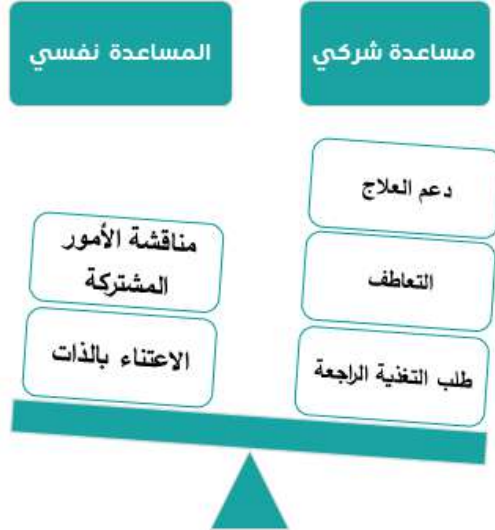 مساعدة شركي
المساعدة نفسي
دعم العلاج
التعاطف
طلب التغذية الراجعة
مناقشة الأمور
المشتركة
الاعتناء بالذات